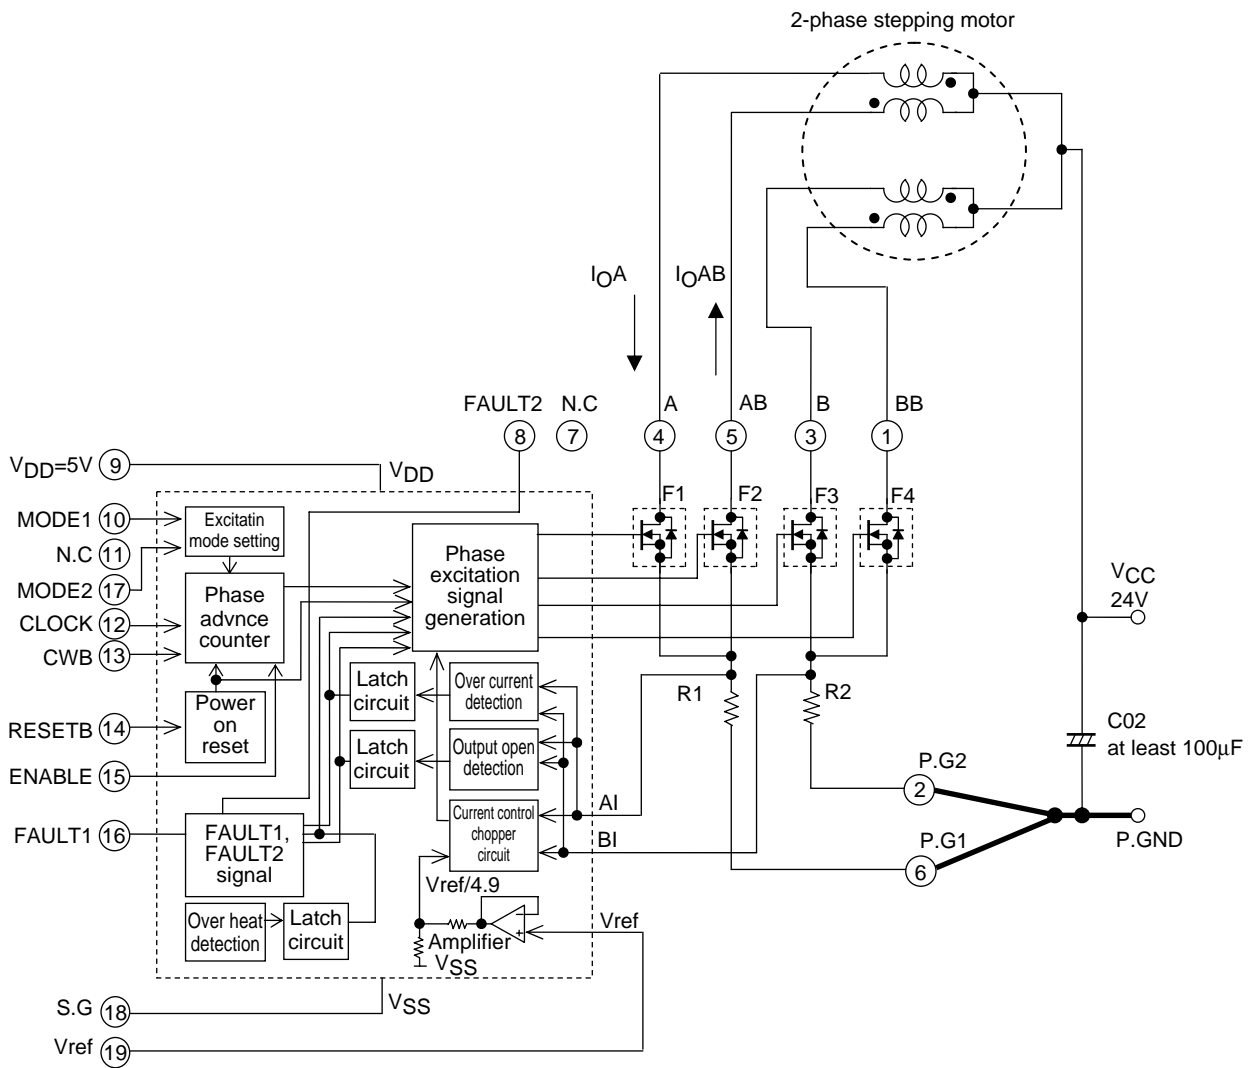 2-phase stepping motor
IOA
IOAB
FAULT2
N.C
A
AB
B
BB
8
7
4
5
3
1
VDD=5V
9
VDD
F1
F2
F3
F4
MODE1
10
Excitatin
mode setting
N.C
11
MODE2
17
Phase
advnce
counter
CLOCK
12
CWB
13
Phase
excitation
signal
generation
VCC
24V
Latch
circuit
Over current
detection
R1
R2
Power
on
reset
RESETB
14
C02
at least 100µF
Latch
circuit
Output open
detection
ENABLE
15
P.G2
2
AI
Current control
chopper
circuit
BI
FAULT1
16
FAULT1,
FAULT2
signal
P.GND
P.G1
6
Vref/4.9
Over heat
detection
Latch
circuit
Amplifier
-
+
Vref
VSS
S.G
18
VSS
Vref
19